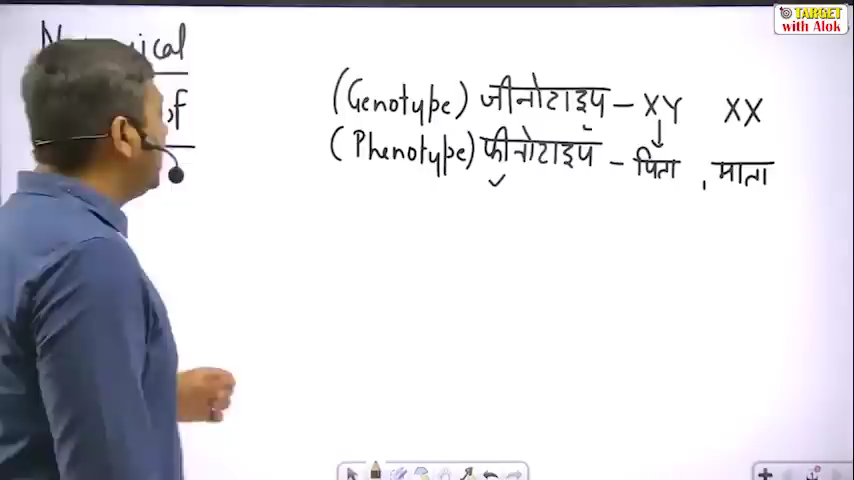 TARGET
with Alok
(Genotype) जीनोटाइप - XY XX
(Phenotype) फीनोटाइप - पिता , माता